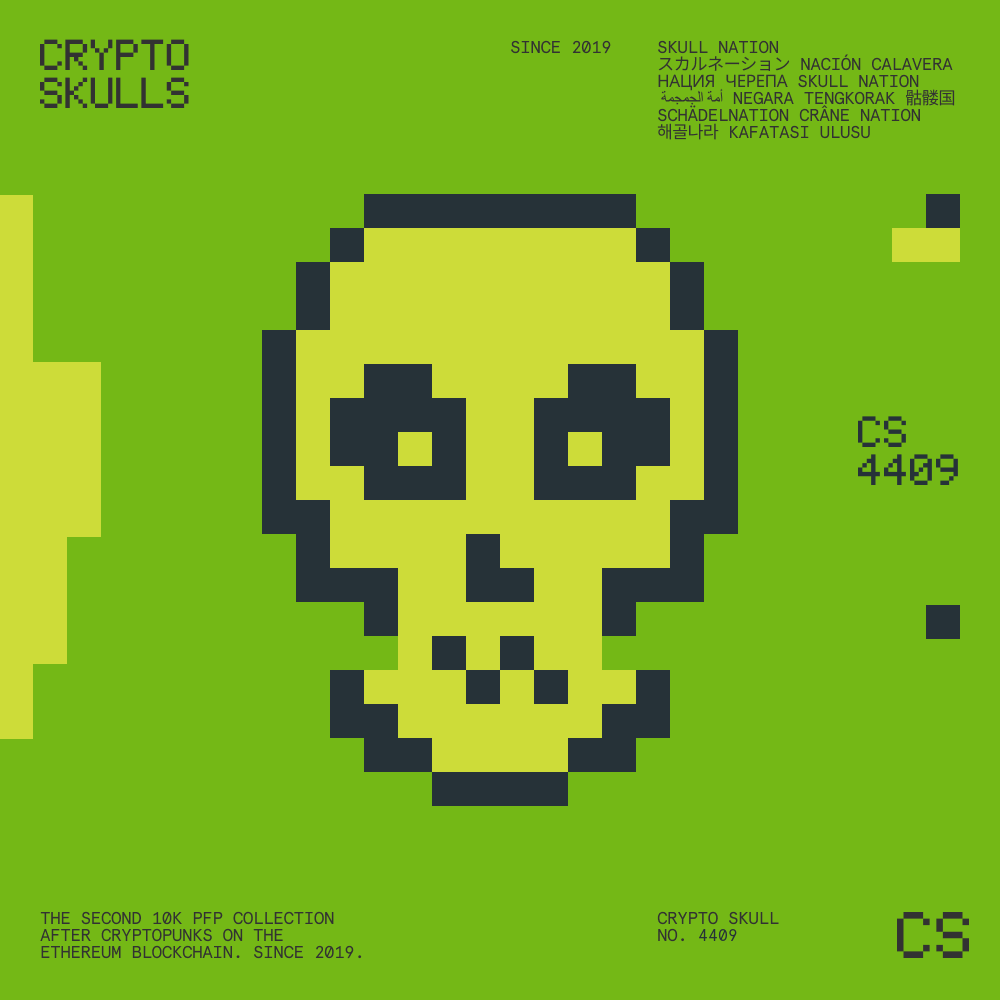 CRYPTO
SKULLS
SINCE 2019
SKULL NATION
スカルネーション NACIÓN CALAVERA
НАЦИЯ ЧЕРЕПА SKULL NATION
أمة الجمجمة NEGARA TENGKORAK 骷髅国
SCHÄDELNATION CRÂNE NATION
해골나라 KAFATASI ULUSU
CS
4409
THE SECOND 10K PFP COLLECTION
AFTER CRYPTOPUNKS ON THE
ETHEREUM BLOCKCHAIN. SINCE 2019.
CRYPTO SKULL
NO. 4409
CS